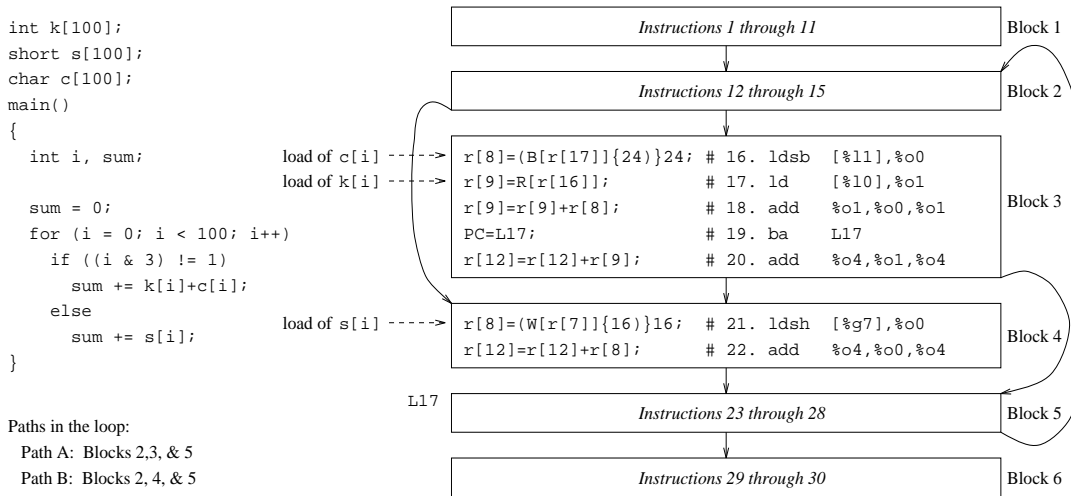 int k[100];
short s[100];
char c[100];
main()
{
int i, sum;
sum = 0;
for (i = 0; i < 100; i++)
if ((i & 3) != 1)
sum += k[i]+c[i];
else
sum += s[i];
}
Paths in the loop:
Path A: Blocks 2,3, & 5
Path B: Blocks 2, 4, & 5
Instructions 1 through 11
Block 1
Instructions 12 through 15
Block 2
load of c[i]
r[8]=(B[r[17]]{24)}24; # 16. ldsb [%l1],%o0
load of k[i]
r[9]=R[r[16]]; # 17. ld [%l0],%o1
r[9]=r[9]+r[8]; # 18. add %o1,%o0,%o1
PC=L17; # 19. ba L17
r[12]=r[12]+r[9]; # 20. add %o4,%o1,%o4
Block 3
load of s[i]
r[8]=(W[r[7]]{16)}16; # 21. ldsh [%g7],%o0
r[12]=r[12]+r[8]; # 22. add %o4,%o0,%o4
Block 4
L17
Instructions 23 through 28
Block 5
Instructions 29 through 30
Block 6